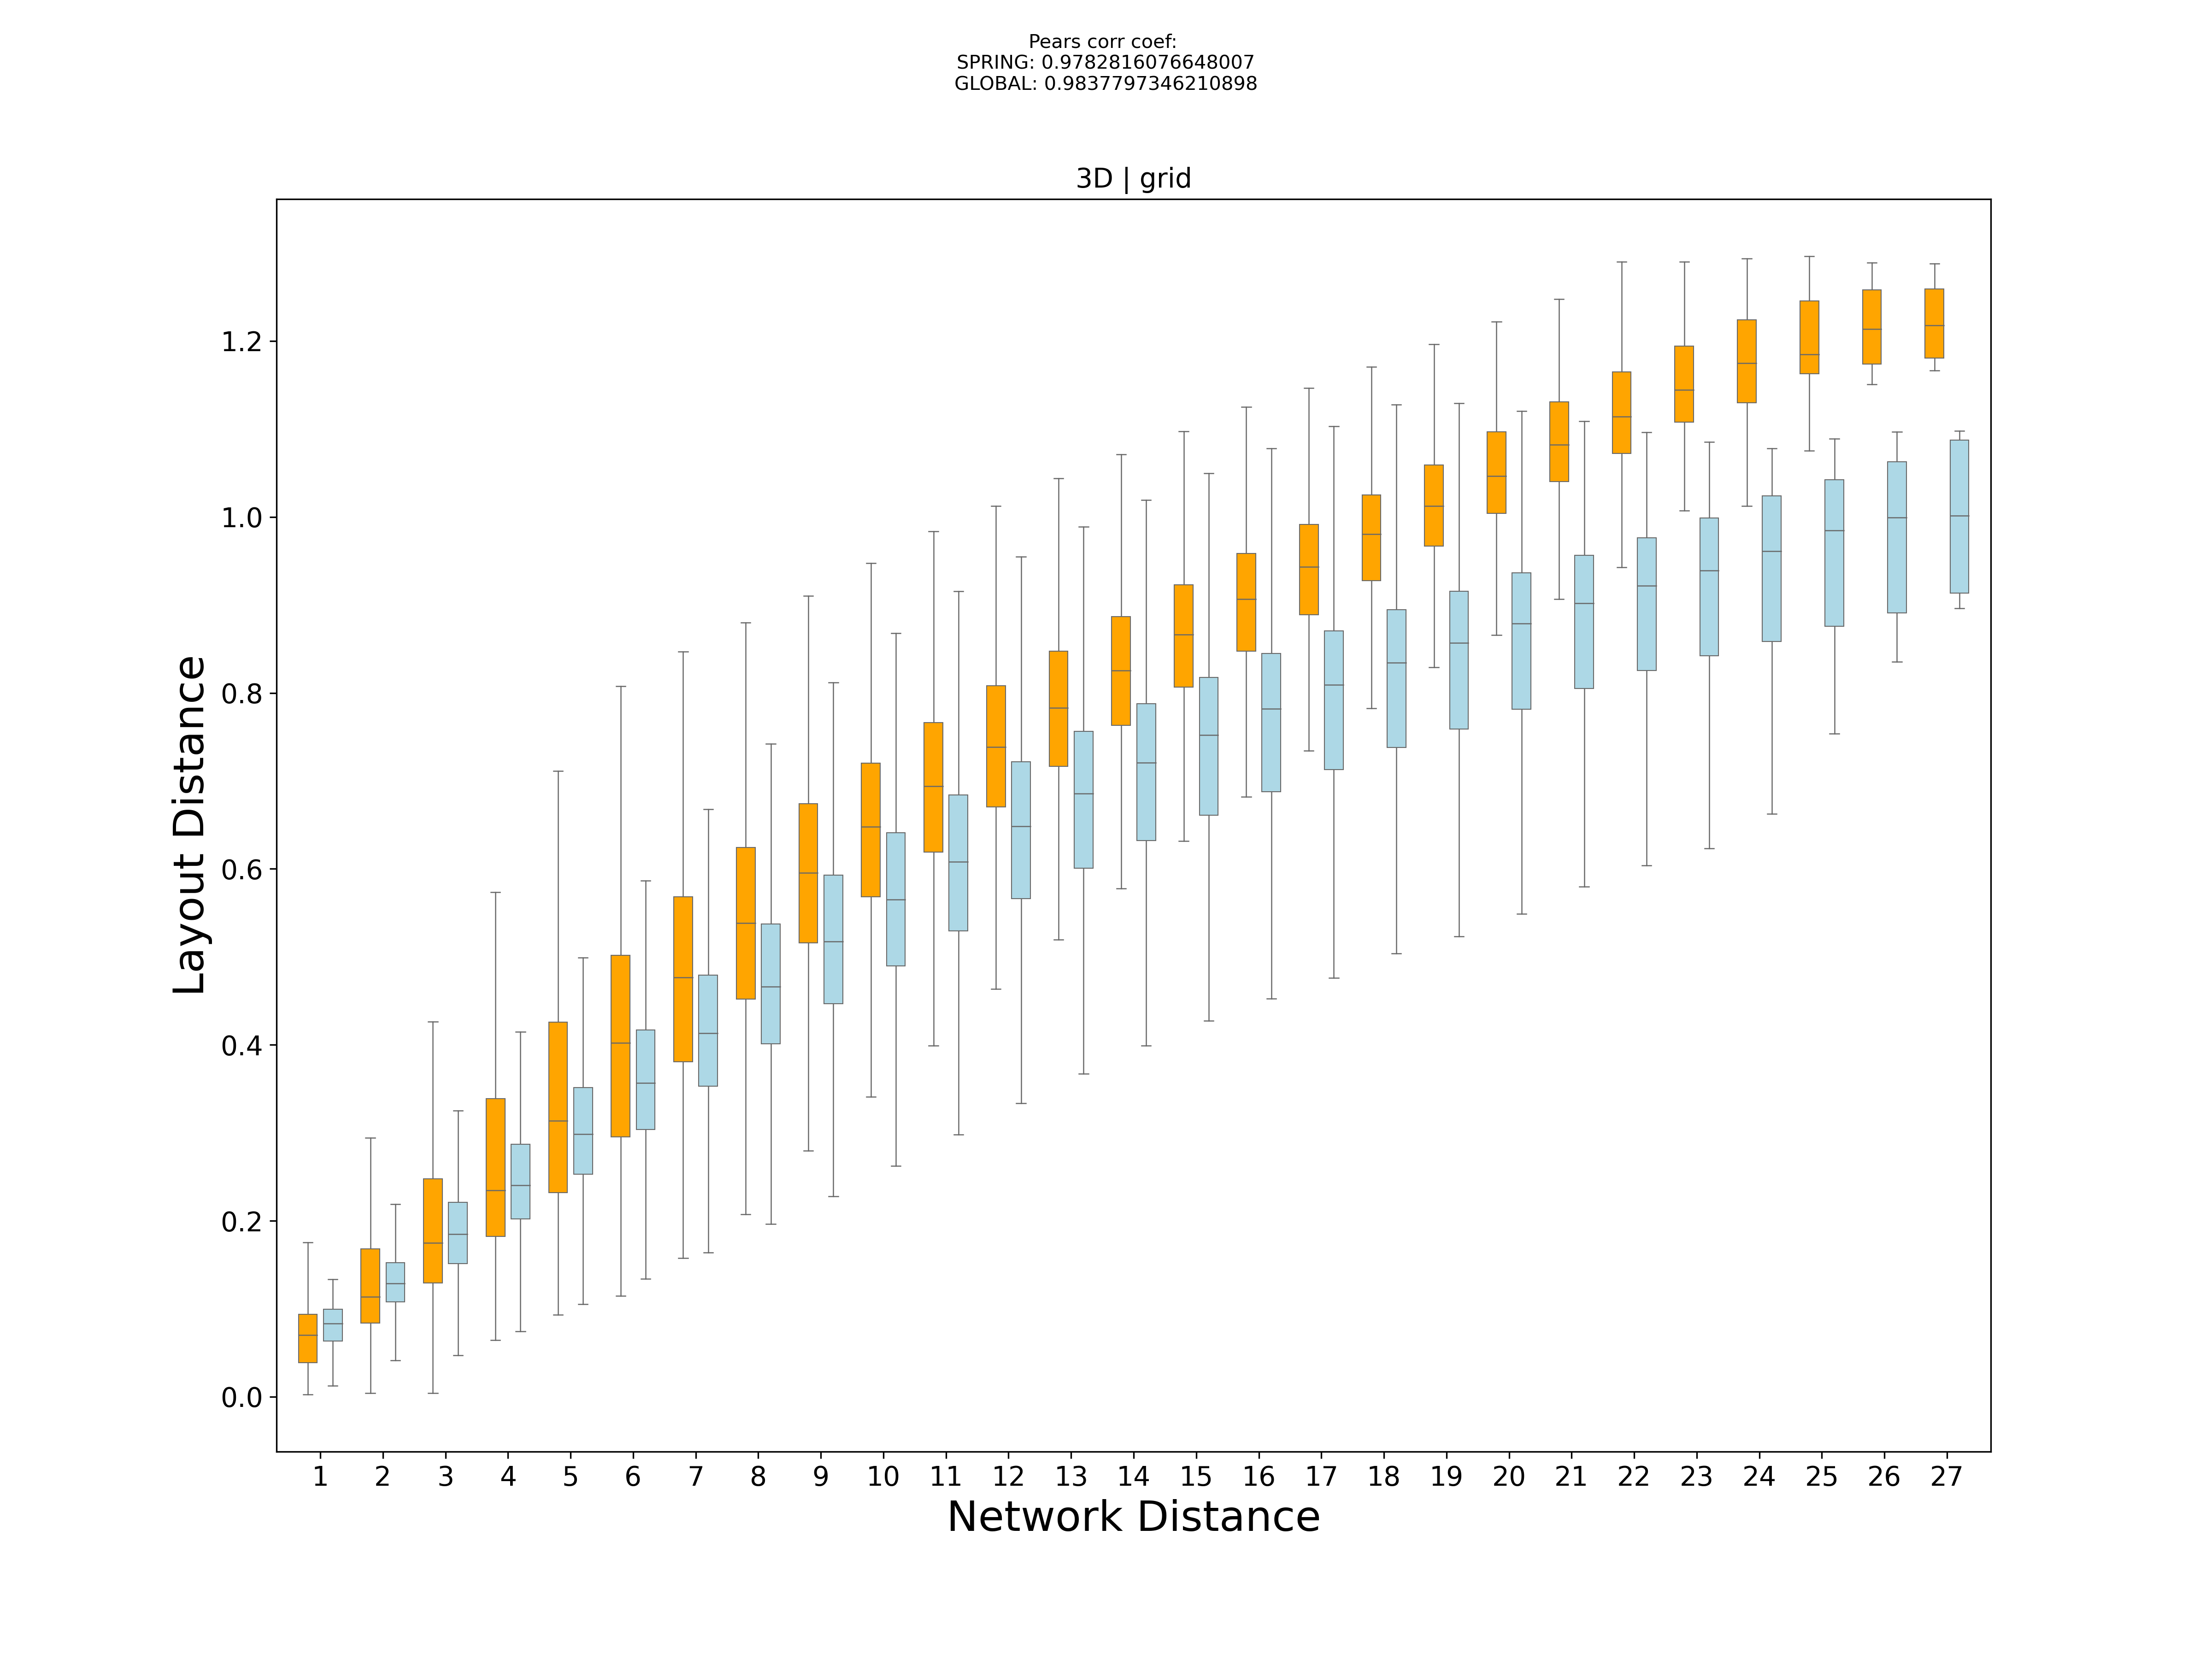 Pears corr coef:
SPRING: 0.9782816076648007
GLOBAL: 0.9837797346210898
3D | grid
Layout Distance
1.2
1.0
0.8
0.6
0.4
0.2
0.0
1 2 3 4 5 6 7 8 9 10 11 12 13 14 15 16 17 18 19 20 21 22 23 24 25 26 27
Network Distance